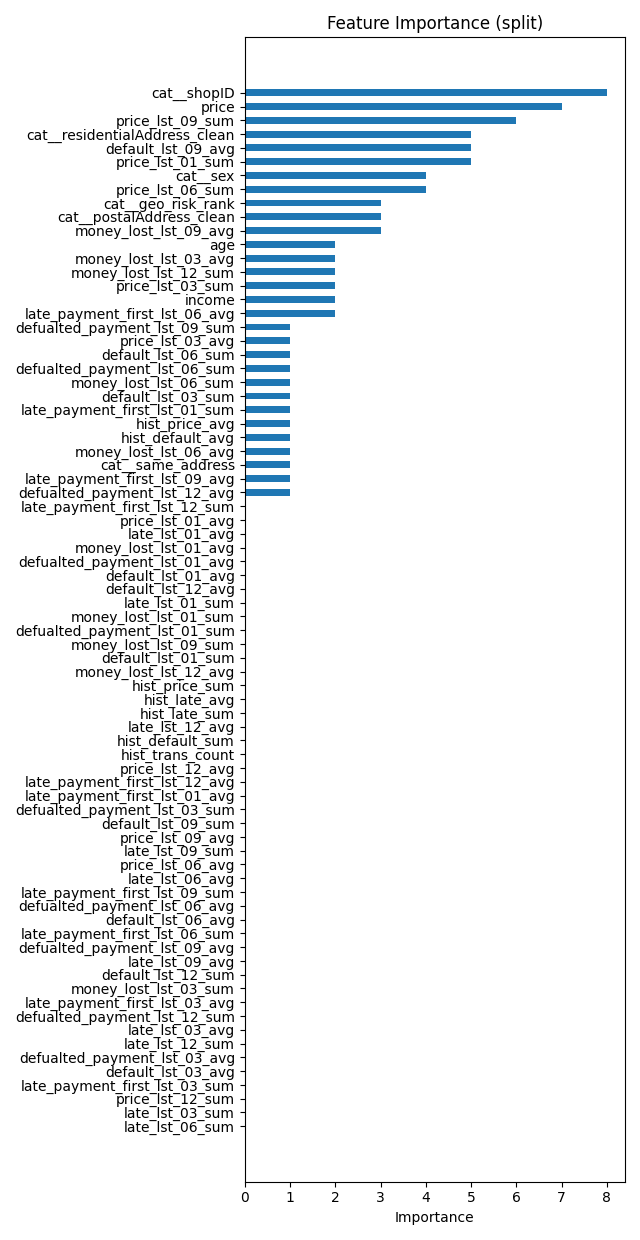 Feature Importance (split)
cat__shopID
price
price_lst_09_sum
cat__residentialAddress_clean
default_lst_09_avg
price_lst_01_sum
cat__sex
price_lst_06_sum
cat__geo_risk_rank
cat__postalAddress_clean
money_lost_lst_09_avg
age
money_lost_lst_03_avg
money_lost_lst_12_sum
price_lst_03_sum
income
late_payment_first_lst_06_avg
defualted_payment_lst_09_sum
price_lst_03_avg
default_lst_06_sum
defualted_payment_lst_06_sum
money_lost_lst_06_sum
default_lst_03_sum
late_payment_first_lst_01_sum
hist_price_avg
hist_default_avg
money_lost_lst_06_avg
cat__same_address
late_payment_first_lst_09_avg
defualted_payment_lst_12_avg
late_payment_first_lst_12_sum
price_lst_01_avg
late_lst_01_avg
money_lost_lst_01_avg
defualted_payment_lst_01_avg
default_lst_01_avg
default_lst_12_avg
late_lst_01_sum
money_lost_lst_01_sum
defualted_payment_lst_01_sum
money_lost_lst_09_sum
default_lst_01_sum
money_lost_lst_12_avg
hist_price_sum
hist_late_avg
hist_late_sum
late_lst_12_avg
hist_default_sum
hist_trans_count
price_lst_12_avg
late_payment_first_lst_12_avg
late_payment_first_lst_01_avg
defualted_payment_lst_03_sum
default_lst_09_sum
price_lst_09_avg
late_lst_09_sum
price_lst_06_avg
late_lst_06_avg
late_payment_first_lst_09_sum
defualted_payment_lst_06_avg
default_lst_06_avg
late_payment_first_lst_06_sum
defualted_payment_lst_09_avg
late_lst_09_avg
default_lst_12_sum
money_lost_lst_03_sum
late_payment_first_lst_03_avg
defualted_payment_lst_12_sum
late_lst_03_avg
late_lst_12_sum
defualted_payment_lst_03_avg
default_lst_03_avg
late_payment_first_lst_03_sum
price_lst_12_sum
late_lst_03_sum
late_lst_06_sum
0 1 2 3 4 5 6 7 8
Importance